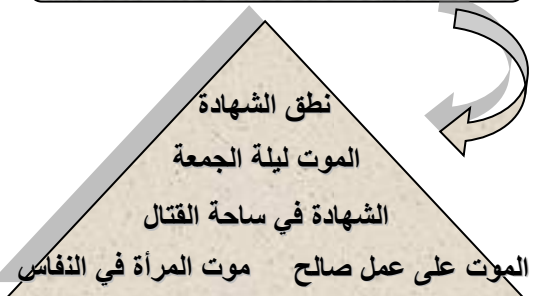 نطق الشهادة
الموت ليلة الجمعة
الشهادة في ساحة القتال
الموت على عمل صالح موت المرأة في النفاس